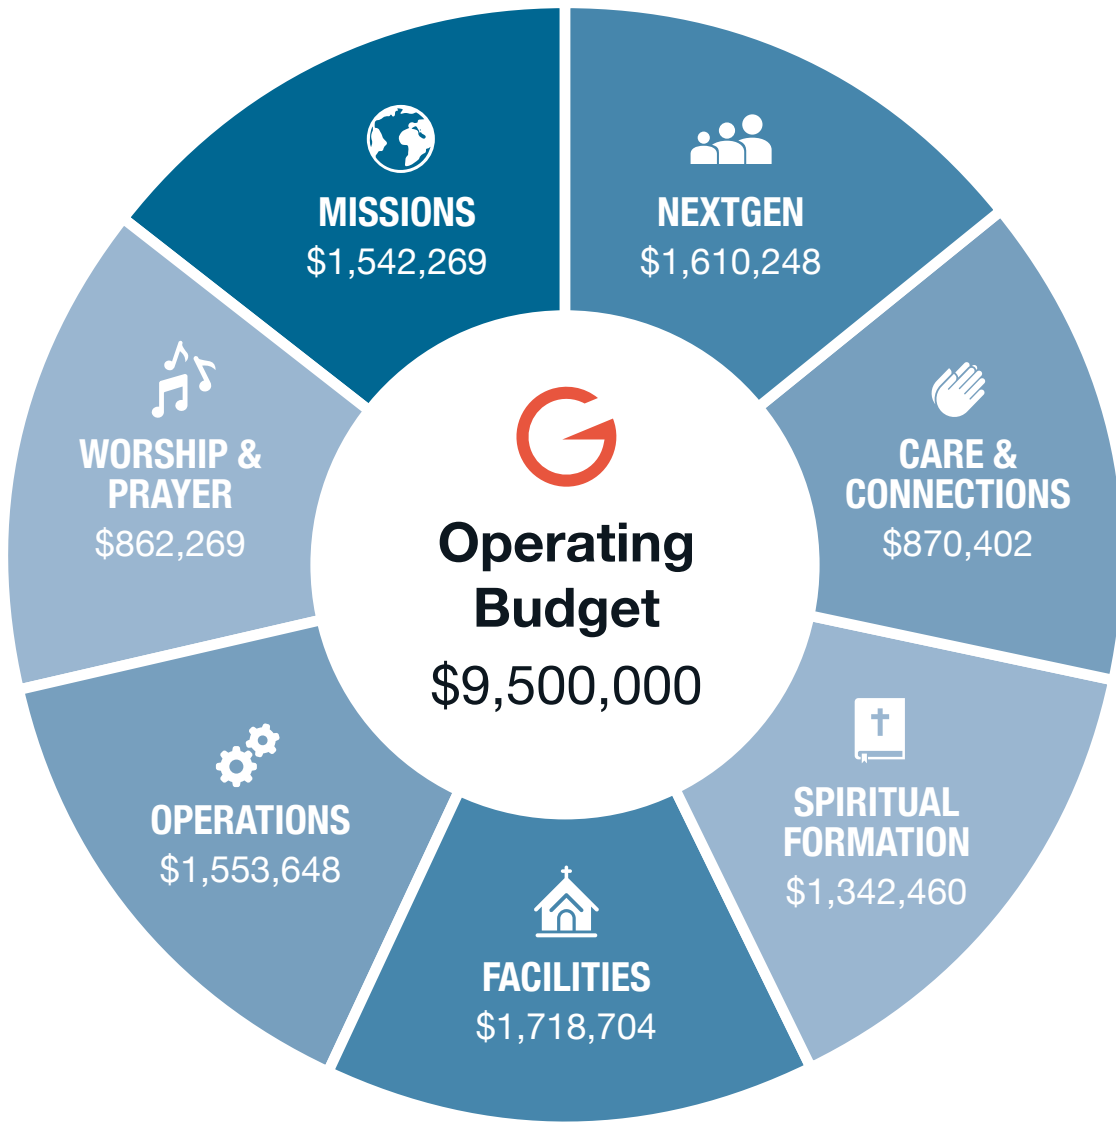 MISSIONS
$1,542,269
NEXTGEN
$1,610,248
CARE &
CONNECTIONS
$870,402
SPIRITUAL
FORMATION
$1,342,460
FACILITIES
$1,718,704
OPERATIONS
$1,553,648
WORSHIP &
PRAYER
$862,269
G
Operating
Budget
$9,500,000